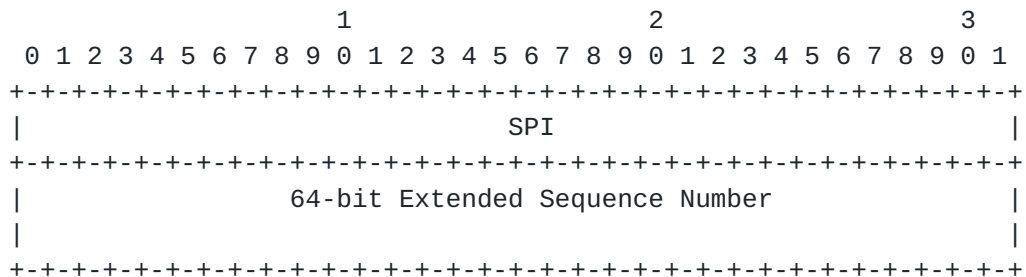 1                   2                   3
 0 1 2 3 4 5 6 7 8 9 0 1 2 3 4 5 6 7 8 9 0 1 2 3 4 5 6 7 8 9 0 1
+-+-+-+-+-+-+-+-+-+-+-+-+-+-+-+-+-+-+-+-+-+-+-+-+-+-+-+-+-+-+-+-+
|                               SPI                             |
+-+-+-+-+-+-+-+-+-+-+-+-+-+-+-+-+-+-+-+-+-+-+-+-+-+-+-+-+-+-+-+-+
|                 64-bit Extended Sequence Number               |
|                                                               |
+-+-+-+-+-+-+-+-+-+-+-+-+-+-+-+-+-+-+-+-+-+-+-+-+-+-+-+-+-+-+-+-+